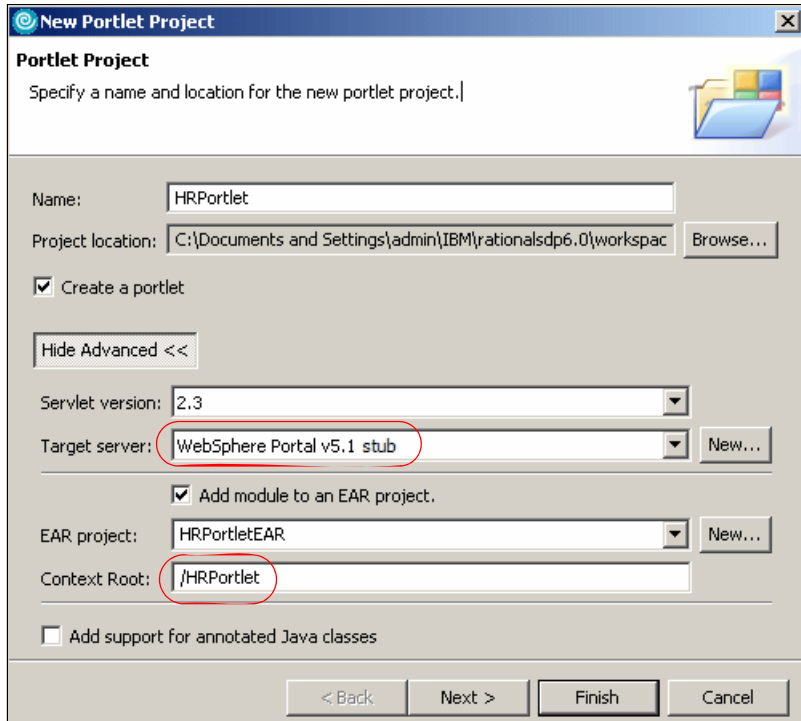 New Portlet Project
Portlet Project
Specify a name and location for the new portlet project.
Name: HRPortlet
Project location: C:\Documents and Settings\admin\IBM\rationalsdp6.0\workspac Browse...
Create a portlet
Hide Advanced <<
Servlet version: 2.3
Target server: WebSphere Portal v5.1 stub New...
Add module to an EAR project.
EAR project: HRPortletEAR New...
Context Root: /HRPortlet
Add support for annotated Java classes
< Back Next > Finish Cancel